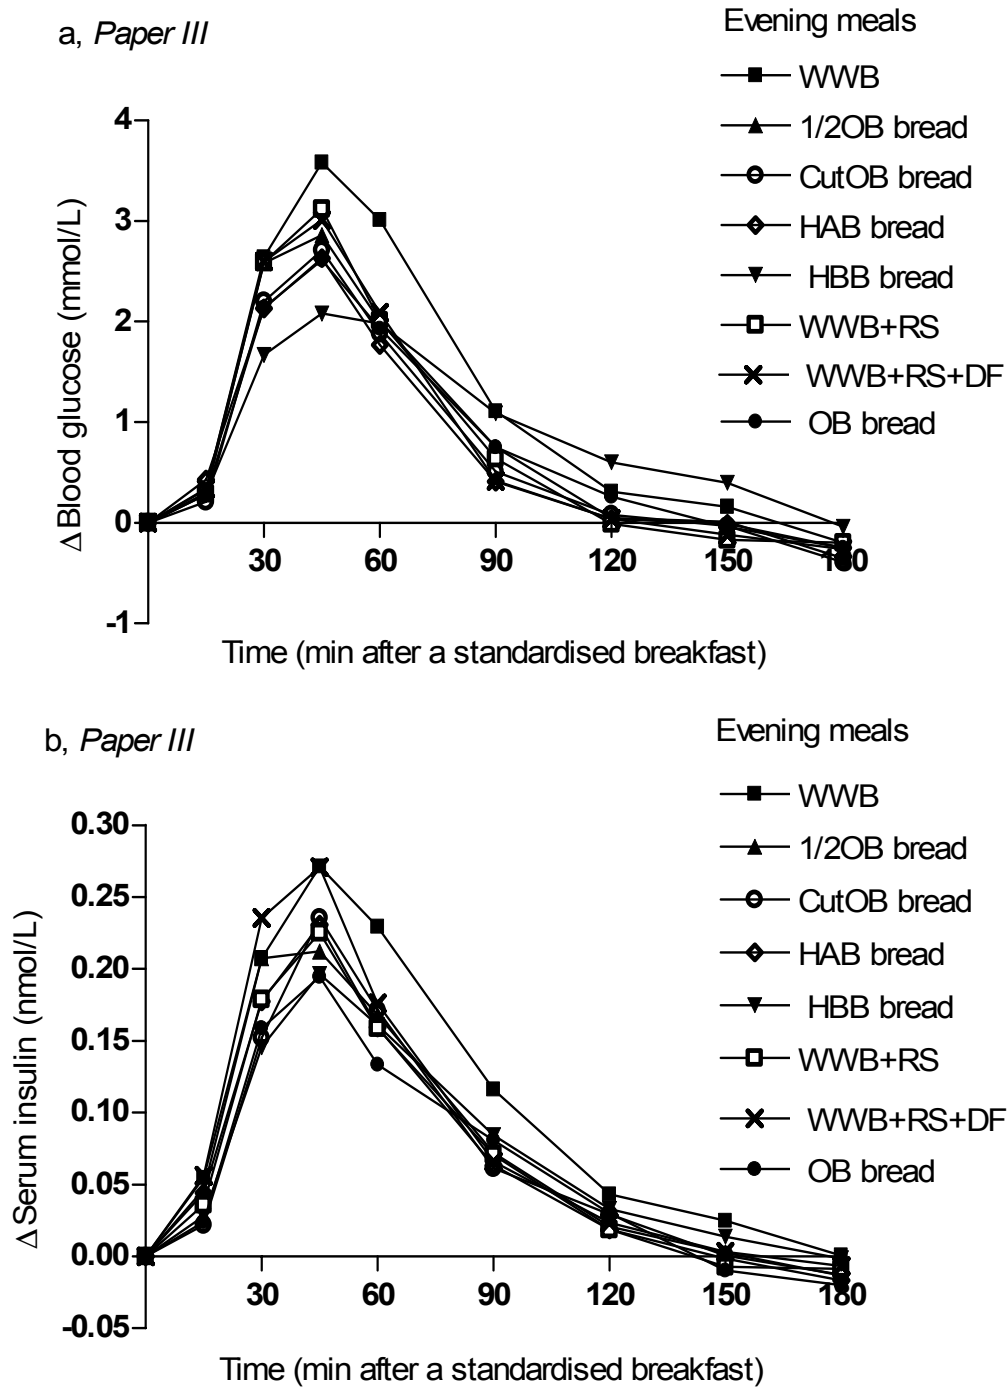 a, Paper III
Evening meals
WWB
1/2OB bread
CutOB bread
HAB bread
HBB bread
WWB+RS
WWB+RS+DF
OB bread
Δ Blood glucose (mmol/L)
4
3
2
1
0
-1
30 60 90 120 150 180
Time (min after a standardised breakfast)
b, Paper III
Evening meals
WWB
1/2OB bread
CutOB bread
HAB bread
HBB bread
WWB+RS
WWB+RS+DF
OB bread
Δ Serum insulin (nmol/L)
0.30
0.25
0.20
0.15
0.10
0.05
0.00
-0.05
30 60 90 120 150 180
Time (min after a standardised breakfast)